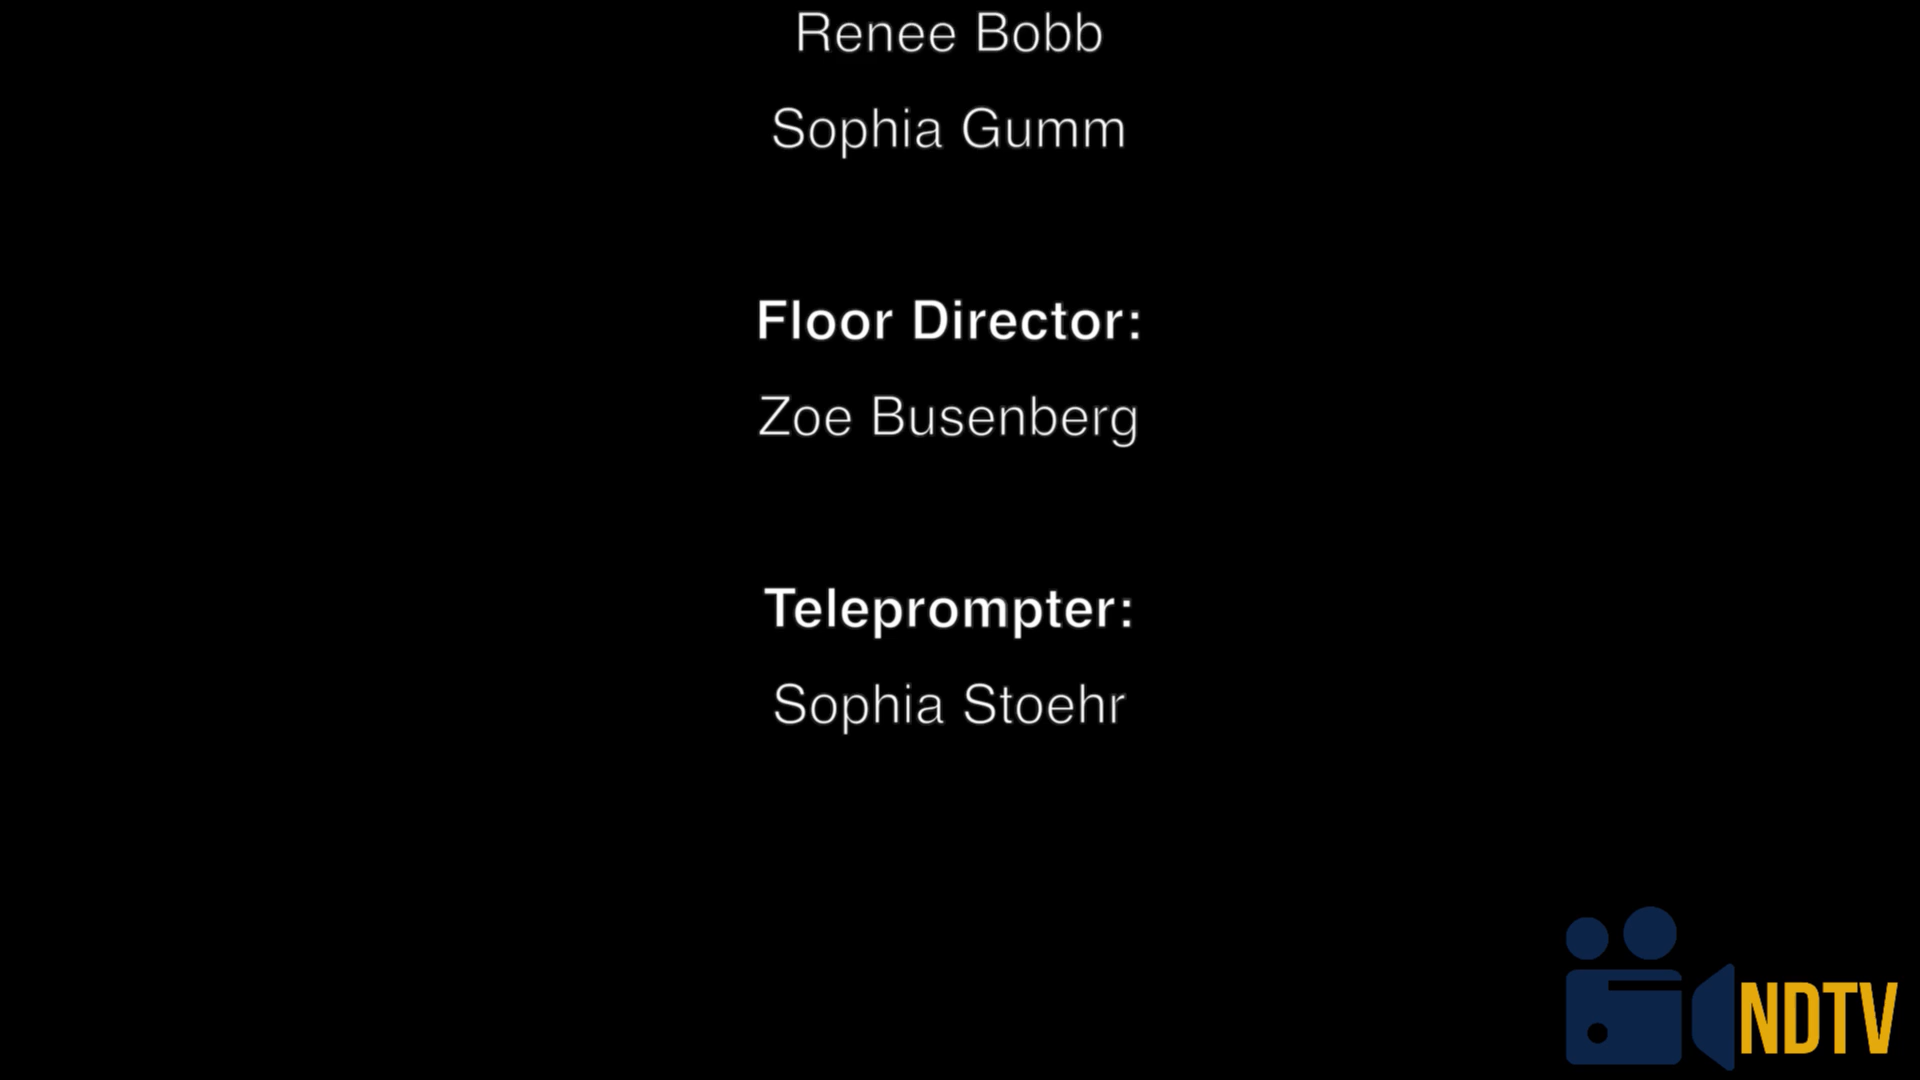 Renee Bobb
Sophia Gumm
Floor Director:
Zoe Busenberg
Teleprompter:
Sophia Stoehr
NDTV